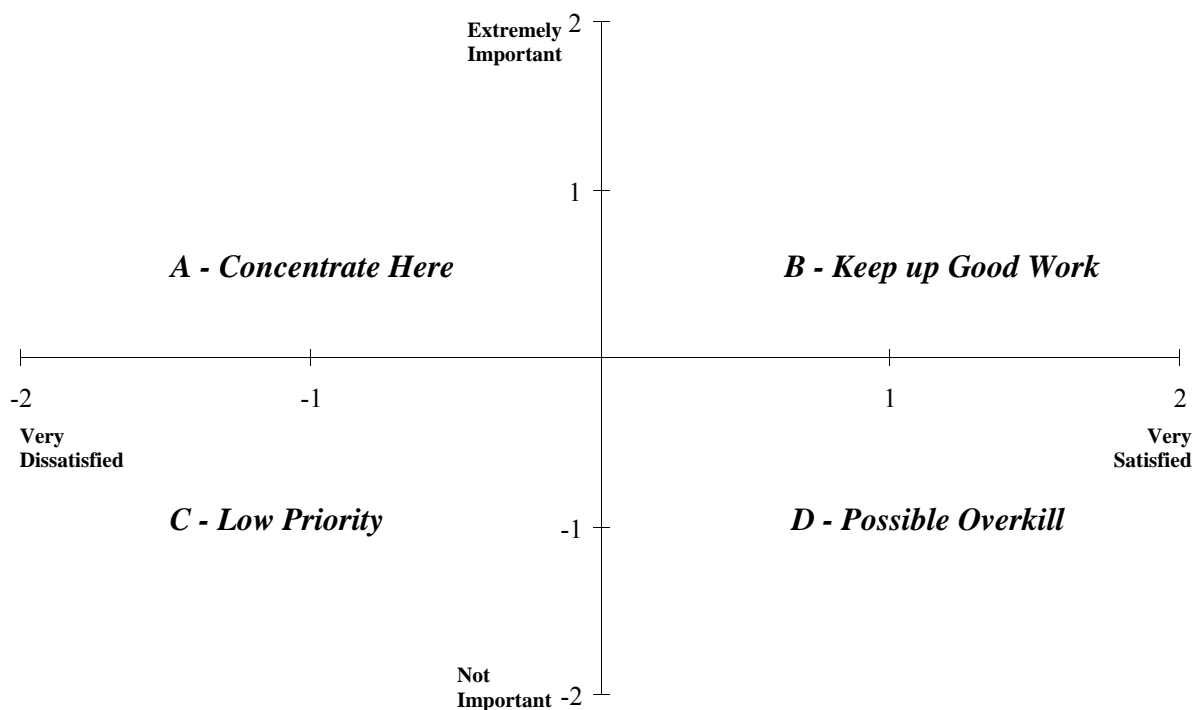 Extremely 2
Important
1
A - Concentrate Here
B - Keep up Good Work
-2 -1 1 2
Very
Dissatisfied
Very
Satisfied
C - Low Priority
-1
D - Possible Overkill
Not
Important -2